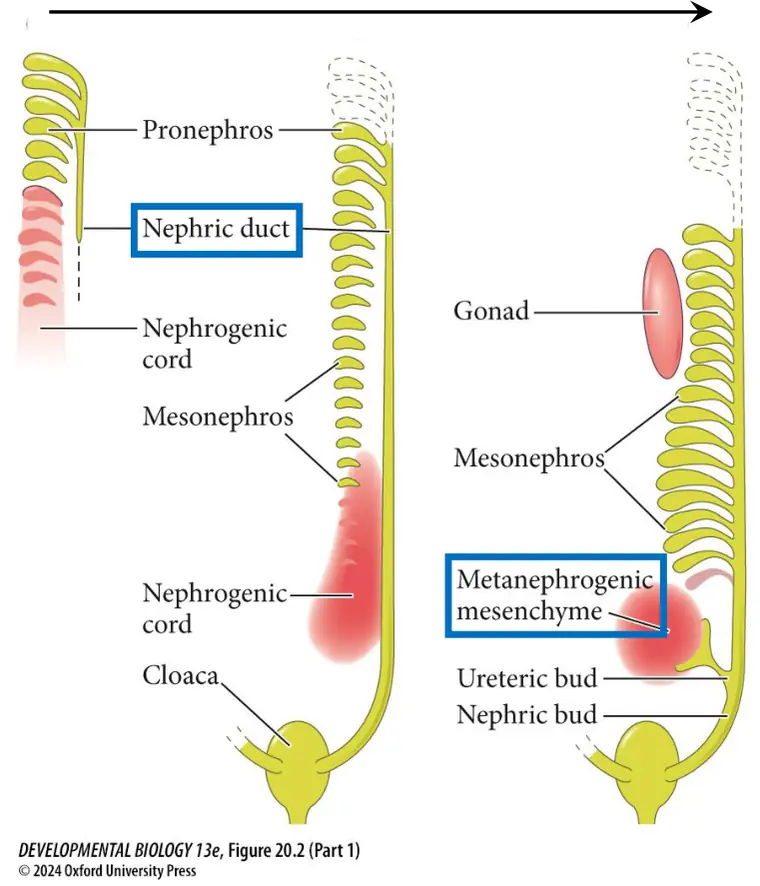 Pronephros
Nephric duct
Nephrogenic
cord
Mesonephros
Nephrogenic
cord
Cloaca
Gonad
Mesonephros
Metanephrogenic
mesenchyme
Ureteric bud
Nephric bud
DEVELOPMENTAL BIOLOGY 13e, Figure 20.2 (Part 1)
© 2024 Oxford University Press